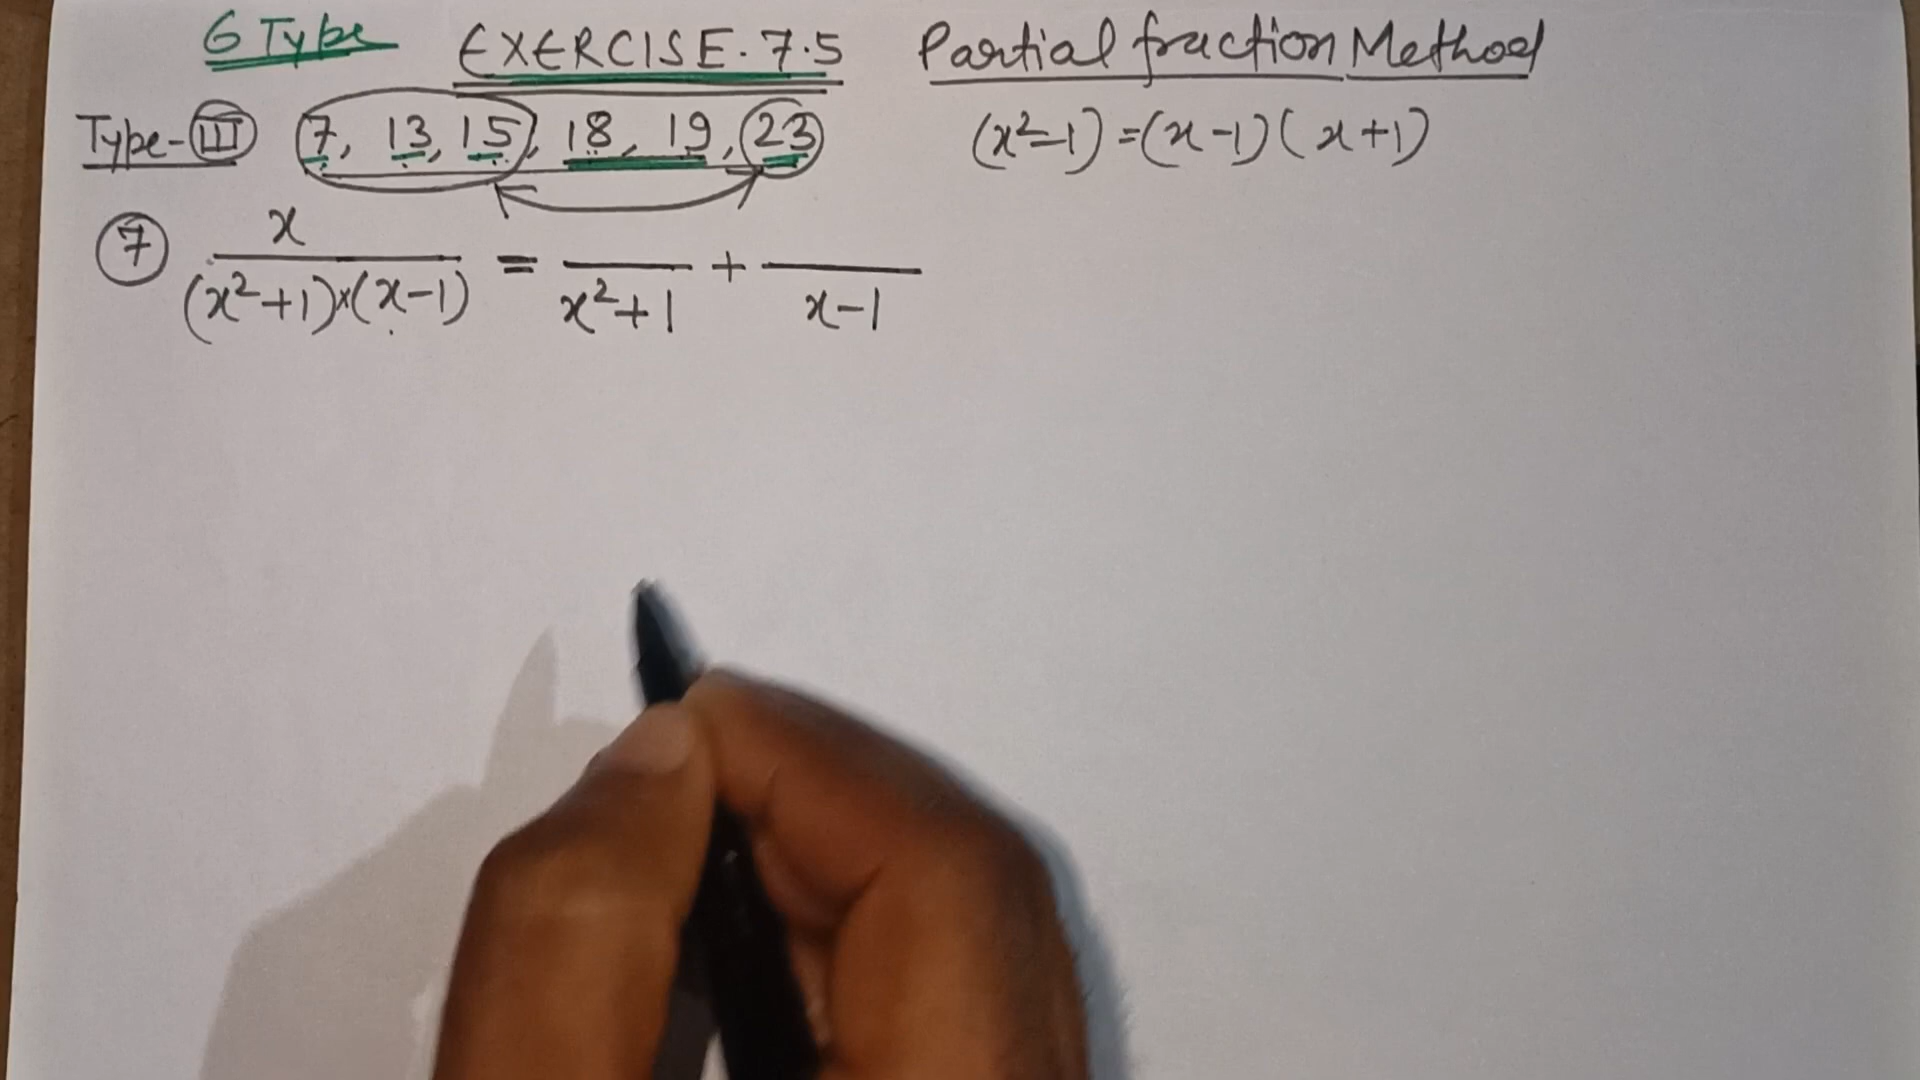 6 Type EXERCISE.7.5 Partial fraction Method
Type-III 7, 13, 15, 18, 19, 23 (x²-1)=(x-1)(x+1)
7 x/(x²+1)×(x-1) = /x²+1 + /x-1